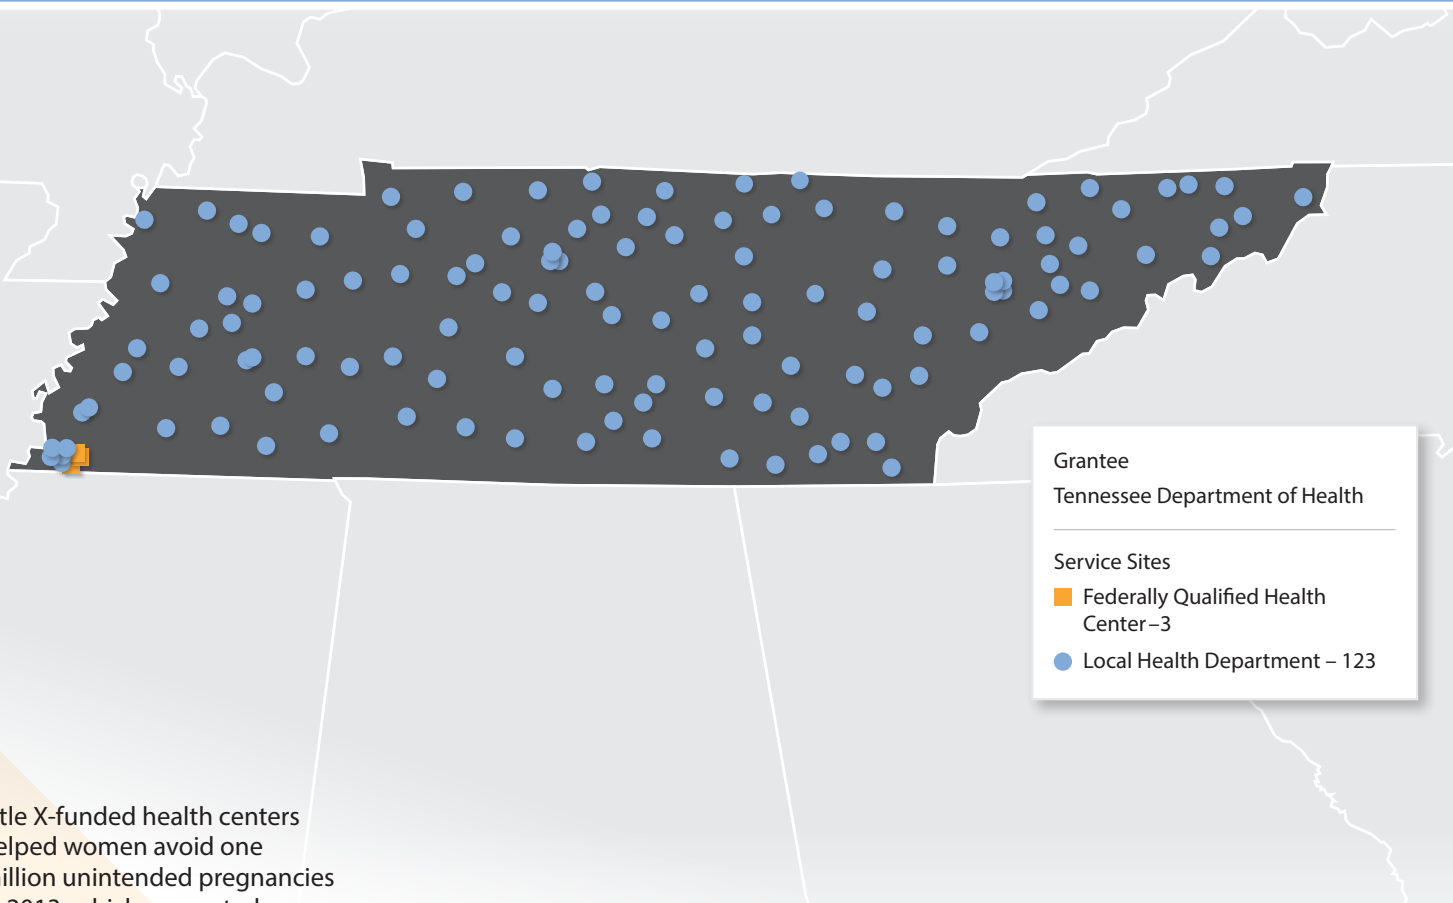 Grantee
Tennessee Department of Health
Service Sites
Federally Qualified Health
Center–3
Local Health Department – 123
tle X-funded health centers
elped women avoid one
illion unintended pregnancies